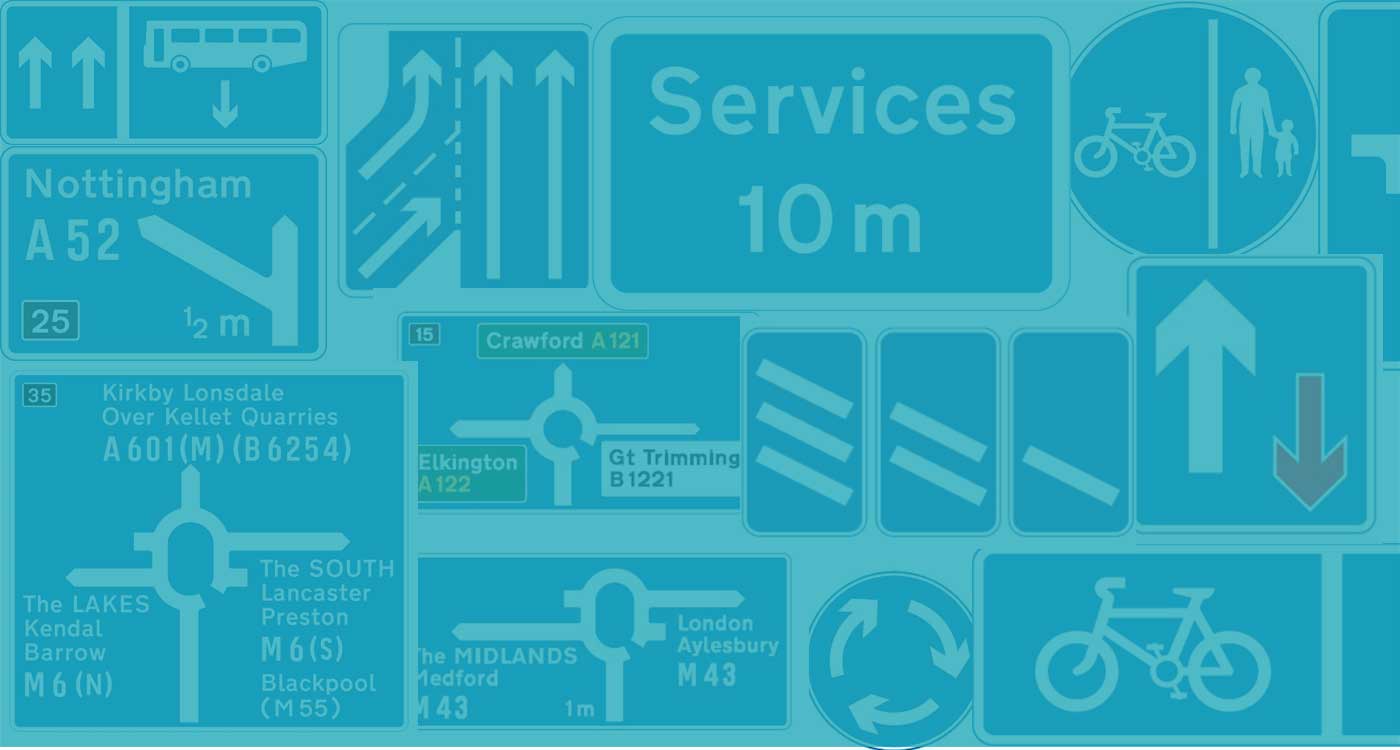 Services
10 m
Nottingham
A 52
25
½ m
15
Crawford A 121
Elkington
A 122
Gt Trimming
B 1221
35
Kirkby Lonsdale
Over Kellet Quarries
A 601(M) (B 6254)
The LAKES
Kendal
Barrow
M 6 (N)
The SOUTH
Lancaster
Preston
M 6 (S)
Blackpool
(M 55)
The MIDLANDS
Medford
M 43
1 m
London
Aylesbury
M 43